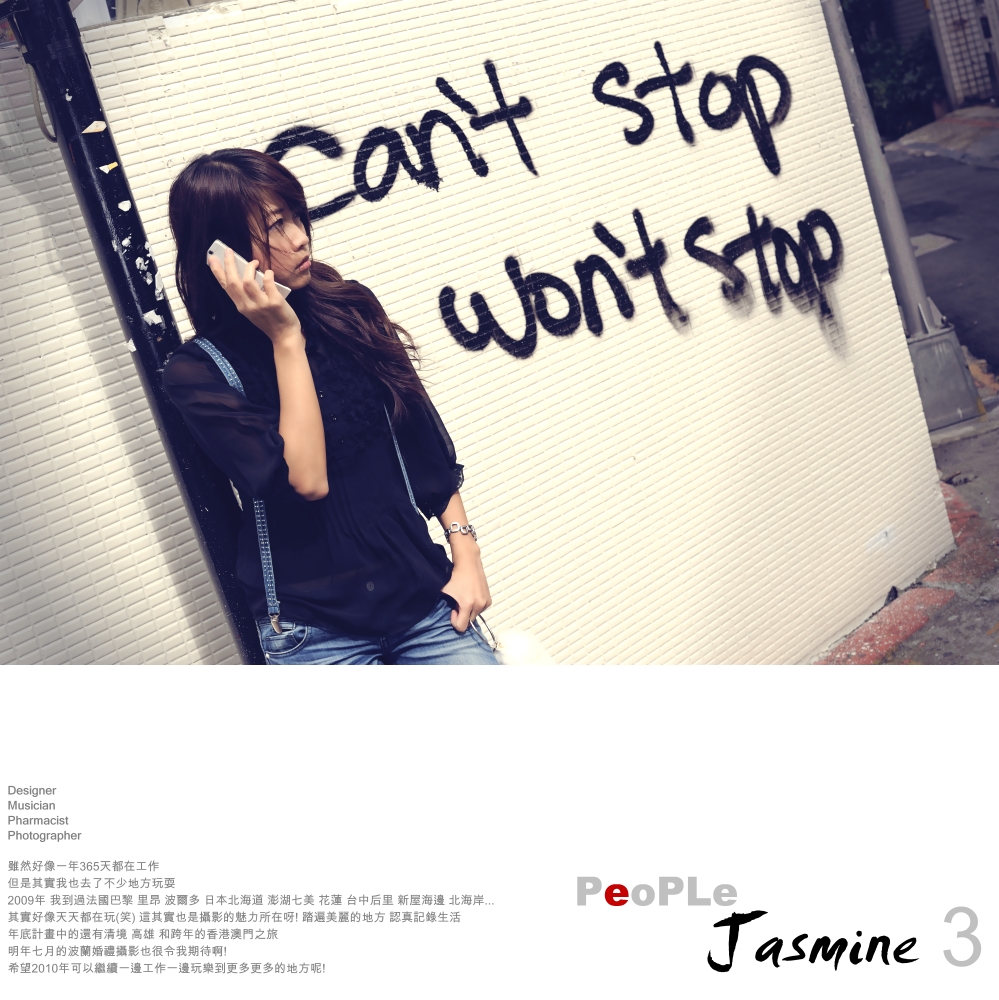 Can't Stop
Won't Stop
Designer
Musician
Pharmacist
Photographer
雖然好像一年365天都在工作
但是其實我也去了不少地方玩耍
2009年 我到過法國巴黎 里昂 波爾多 日本北海道 澎湖七美 花蓮 台中后里 新屋海邊 北海岸...
其實好像天天都在玩(笑) 這其實也是攝影的魅力所在呀! 踏遍美麗的地方 認真記錄生活
年底計畫中的還有清境 高雄 和跨年的香港澳門之旅
明年七月的波蘭婚禮攝影也很令我期待啊!
希望2010年可以繼續一邊工作一邊玩樂到更多更多的地方呢!
PeoPLe
Jasmine 3